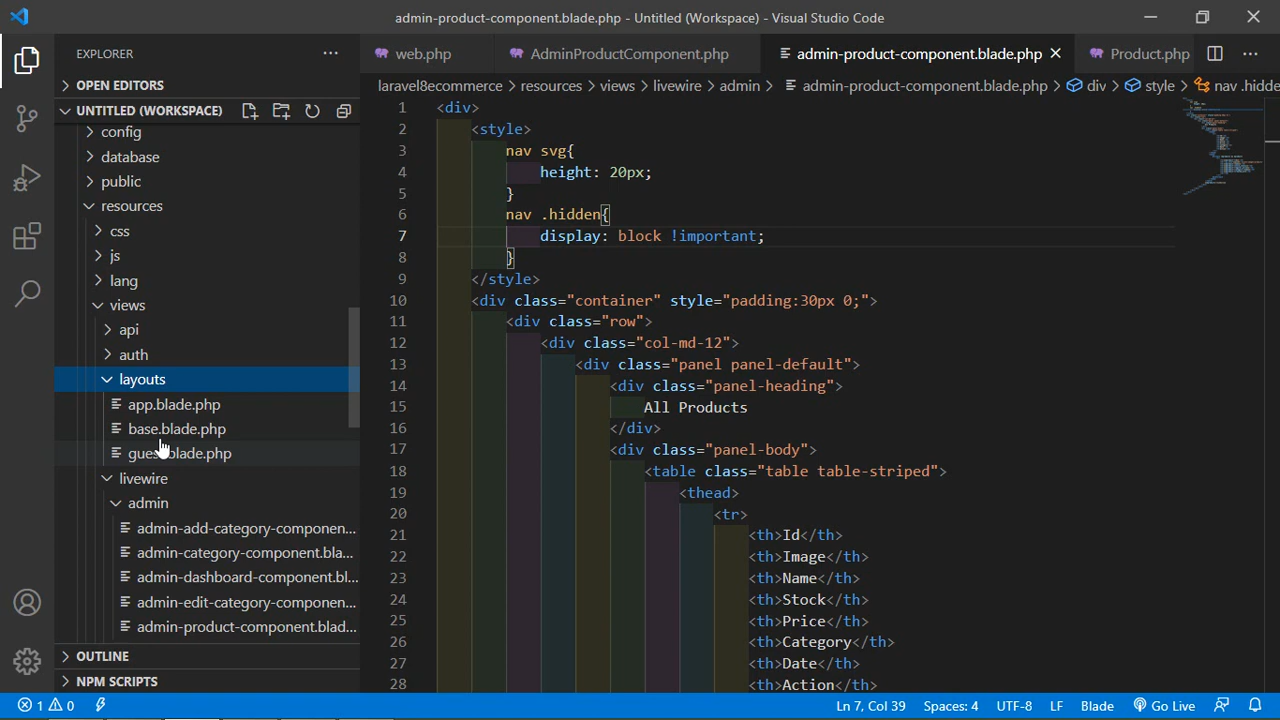 admin-product-component.blade.php - Untitled (Workspace) - Visual Studio Code
EXPLORER
web.php
AdminProductComponent.php
admin-product-component.blade.php
Product.php
OPEN EDITORS
laravel8ecommerce > resources > views > livewire > admin > admin-product-component.blade.php > div > style > nav .hidde
UNTITLED (WORKSPACE)
config
database
public
resources
css
js
lang
views
api
auth
layouts
app.blade.php
base.blade.php
guest.blade.php
livewire
admin
admin-add-category-componen...
admin-category-component.bla...
admin-dashboard-component.bl...
admin-edit-category-componen...
admin-product-component.blad...
OUTLINE
NPM SCRIPTS
1 <div>
2 <style>
3 nav svg{
4 height: 20px;
5 }
6 nav .hidden{
7 display: block !important;
8 }
9 </style>
10 <div class="container" style="padding:30px 0;">
11 <div class="row">
12 <div class="col-md-12">
13 <div class="panel panel-default">
14 <div class="panel-heading">
15 All Products
16 </div>
17 <div class="panel-body">
18 <table class="table table-striped">
19 <thead>
20 <tr>
21 <th>Id</th>
22 <th>Image</th>
23 <th>Name</th>
24 <th>Stock</th>
25 <th>Price</th>
26 <th>Category</th>
27 <th>Date</th>
28 <th>Action</th>
1 0
Ln 7, Col 39
Spaces: 4
UTF-8
LF
Blade
Go Live